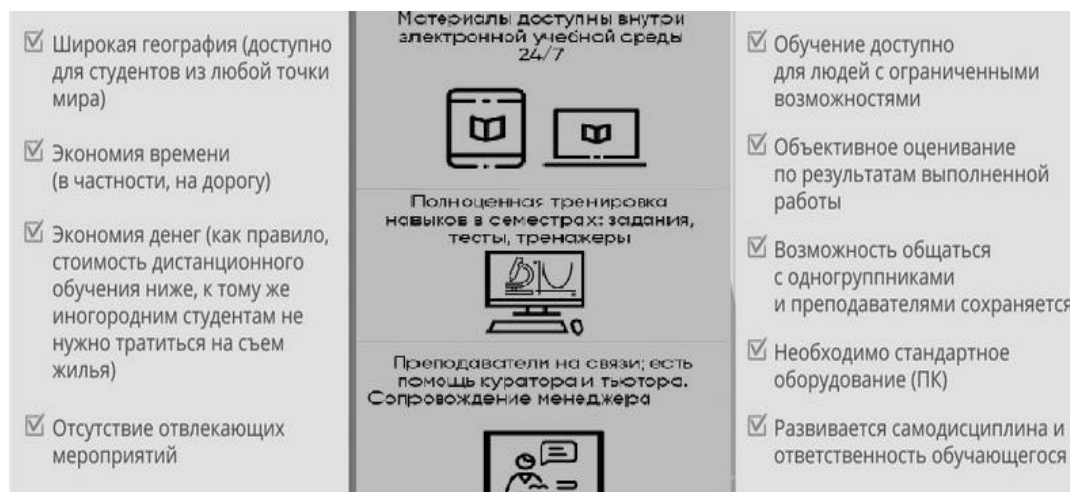 Широкая география (доступно
для студентов из любой точки
мира)
Экономия времени
(в частности, на дорогу)
Экономия денег (как правило,
стоимость дистанционного
обучения ниже, к тому же
иногородним студентам не
нужно тратиться на съем
жилья)
Отсутствие отвлекающих
мероприятий
Материалы доступны внутри
электронной учебной среды
24/7
Полноценная тренировка
навыков в семестрах: задания,
тесты, тренажеры
Преподаватели на связи; есть
помощь куратора и тьютора.
Сопровождение менеджера
Обучение доступно
для людей с ограниченными
возможностями
Объективное оценивание
по результатам выполненной
работы
Возможность общаться
с одногруппниками
и преподавателями сохраняется
Необходимо стандартное
оборудование (ПК)
Развивается самодисциплина и
ответственность обучающегося